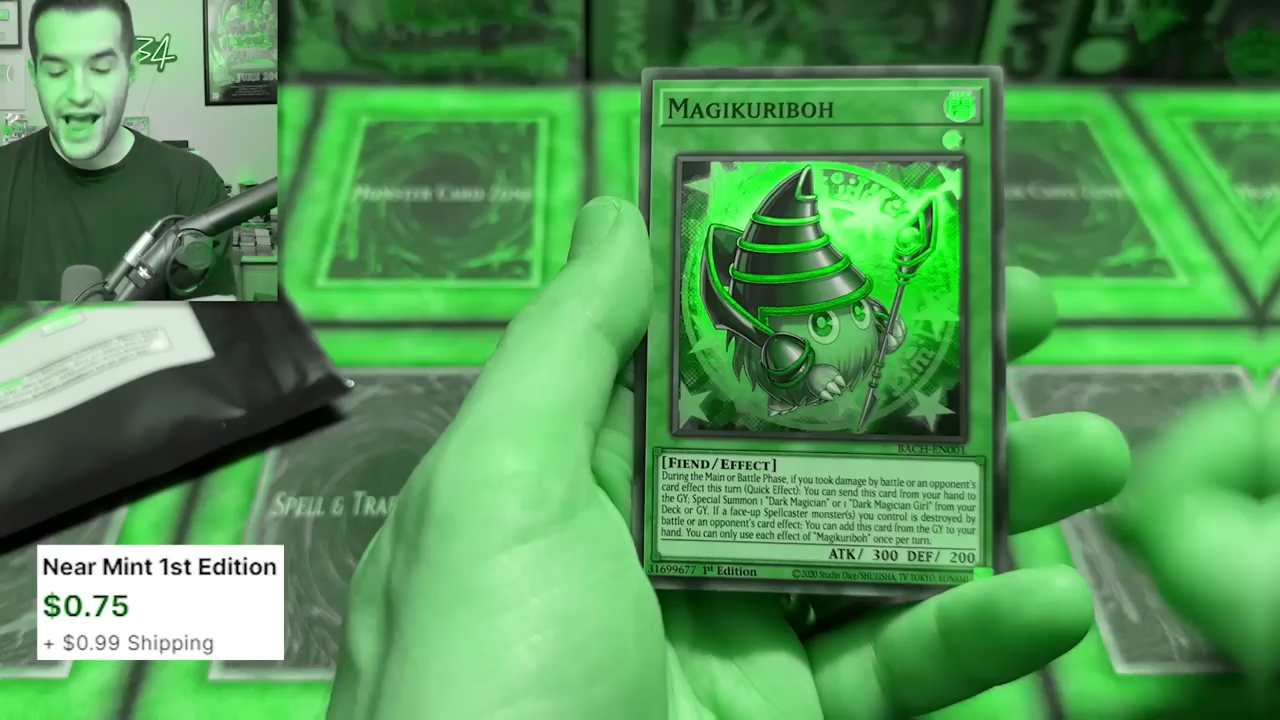 34
JUNE 200
MONSTER CARD ZONE
MAGIKURIBOH
BACH-EN001
[FIEND/EFFECT]
During the Main or Battle Phase, if you took damage by battle or an opponent's
card effect this turn (Quick Effect): You can send this card from your hand to
the GY; Special Summon 1 "Dark Magician" or 1 "Dark Magician Girl" from your
Deck or GY. If a face-up Spellcaster monster(s) you control is destroyed by
battle or an opponent's card effect: You can add this card from the GY to your
hand. You can only use each effect of "Magikuriboh" once per turn.
ATK/ 300 DEF/ 200
31699677 1st Edition ©2020 Studio Dice/SHUEISHA, TV TOKYO, KONAMI
SPELL & TRA
Near Mint 1st Edition
$0.75
+ $0.99 Shipping